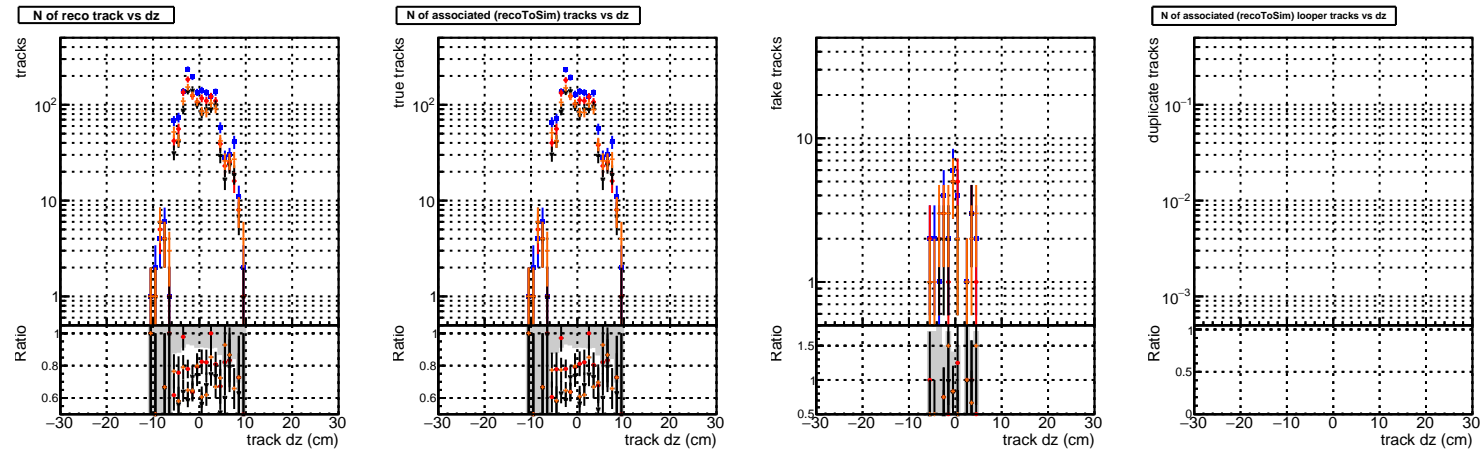 N of reco track vs dz
tracks
10²
10
1
Ratio
1
0.8
0.6
−30 −20 −10 0 10 20 30
track dz (cm)
N of associated (recoToSim) tracks vs dz
true tracks
10²
10
1
Ratio
1
0.8
0.6
−30 −20 −10 0 10 20 30
track dz (cm)
fake tracks
10
1
Ratio
1.5
1
0.5
−30 −20 −10 0 10 20 30
track dz (cm)
N of associated (recoToSim) looper tracks vs dz
duplicate tracks
10⁻¹
10⁻²
10⁻³
Ratio
1
0.5
0
−30 −20 −10 0 10 20 30
track dz (cm)